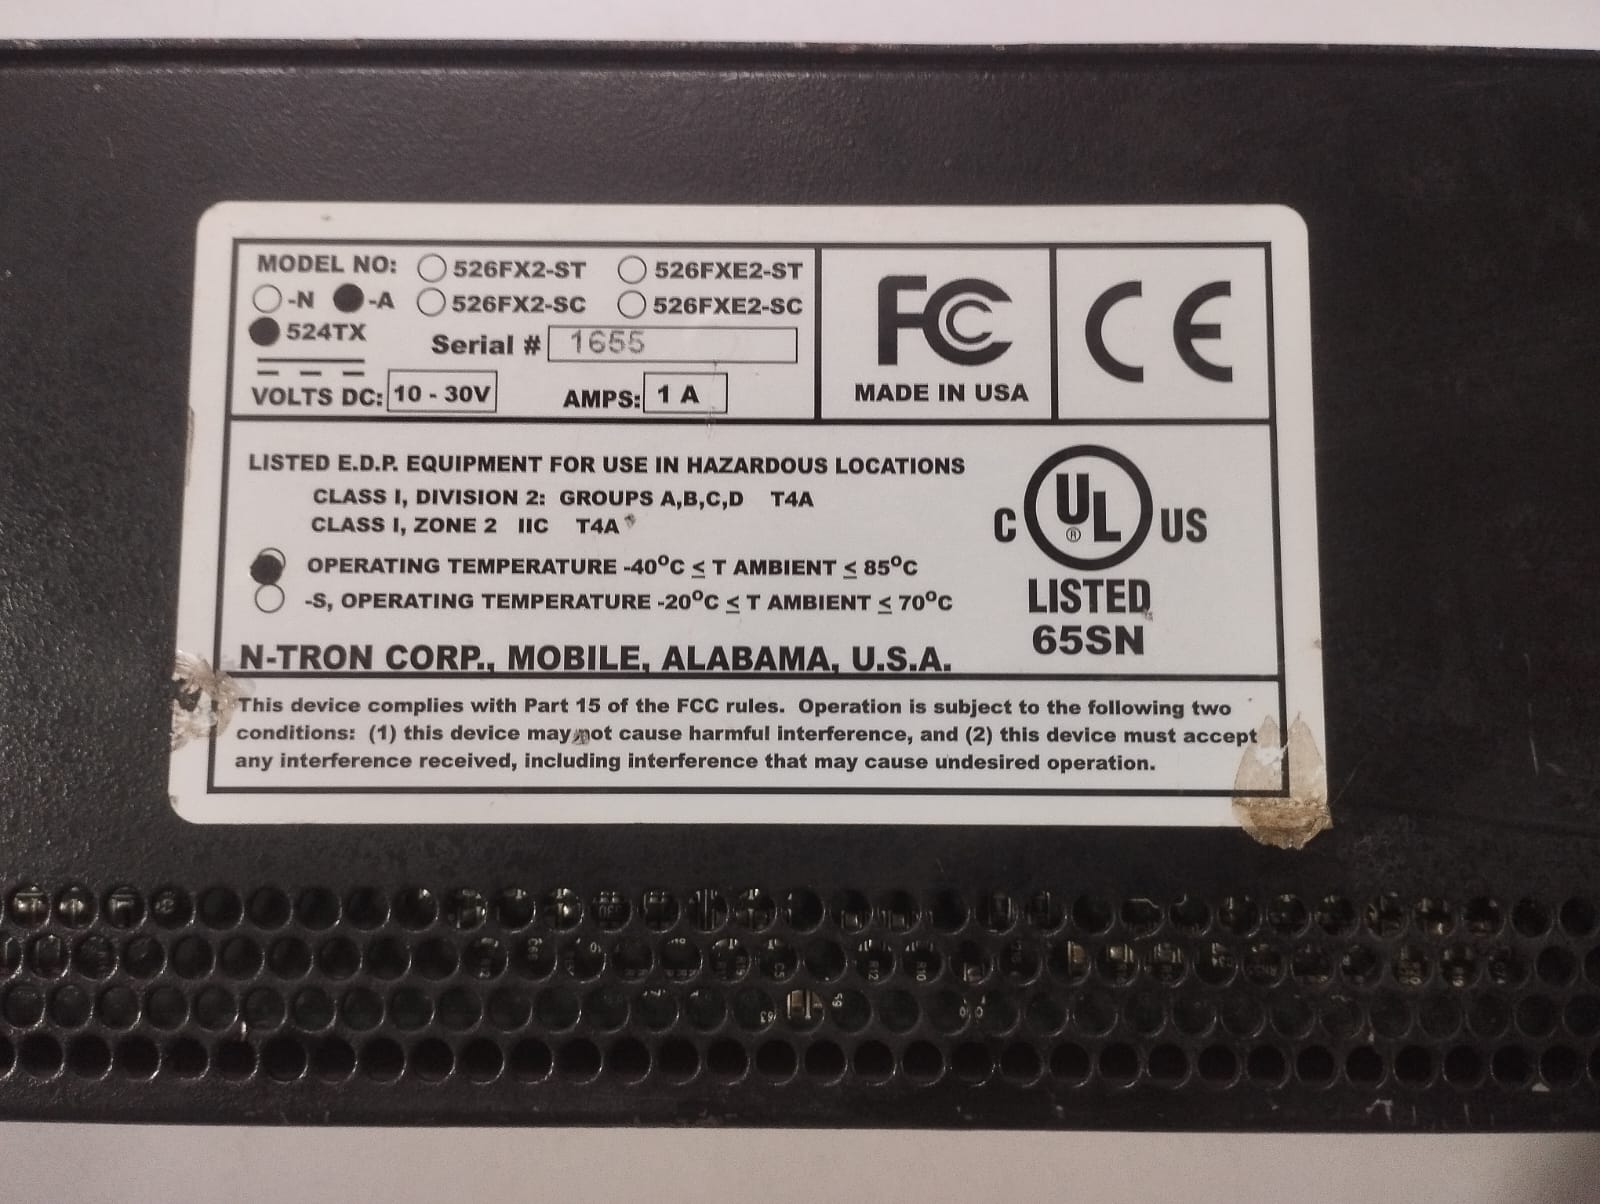 MODEL NO: 526FX2-ST 526FXE2-ST
-N -A 526FX2-SC 526FXE2-SC
524TX
Serial # 1655
VOLTS DC: 10 - 30V AMPS: 1 A
FC
MADE IN USA
CE
LISTED E.D.P. EQUIPMENT FOR USE IN HAZARDOUS LOCATIONS
CLASS I, DIVISION 2: GROUPS A,B,C,D T4A
CLASS I, ZONE 2 IIC T4A
OPERATING TEMPERATURE -40°C ≤ T AMBIENT ≤ 85°C
-S, OPERATING TEMPERATURE -20°C ≤ T AMBIENT ≤ 70°C
N-TRON CORP., MOBILE, ALABAMA, U.S.A.
C UL ® US
LISTED
65SN
This device complies with Part 15 of the FCC rules. Operation is subject to the following two
conditions: (1) this device may not cause harmful interference, and (2) this device must accept
any interference received, including interference that may cause undesired operation.
R12 R10